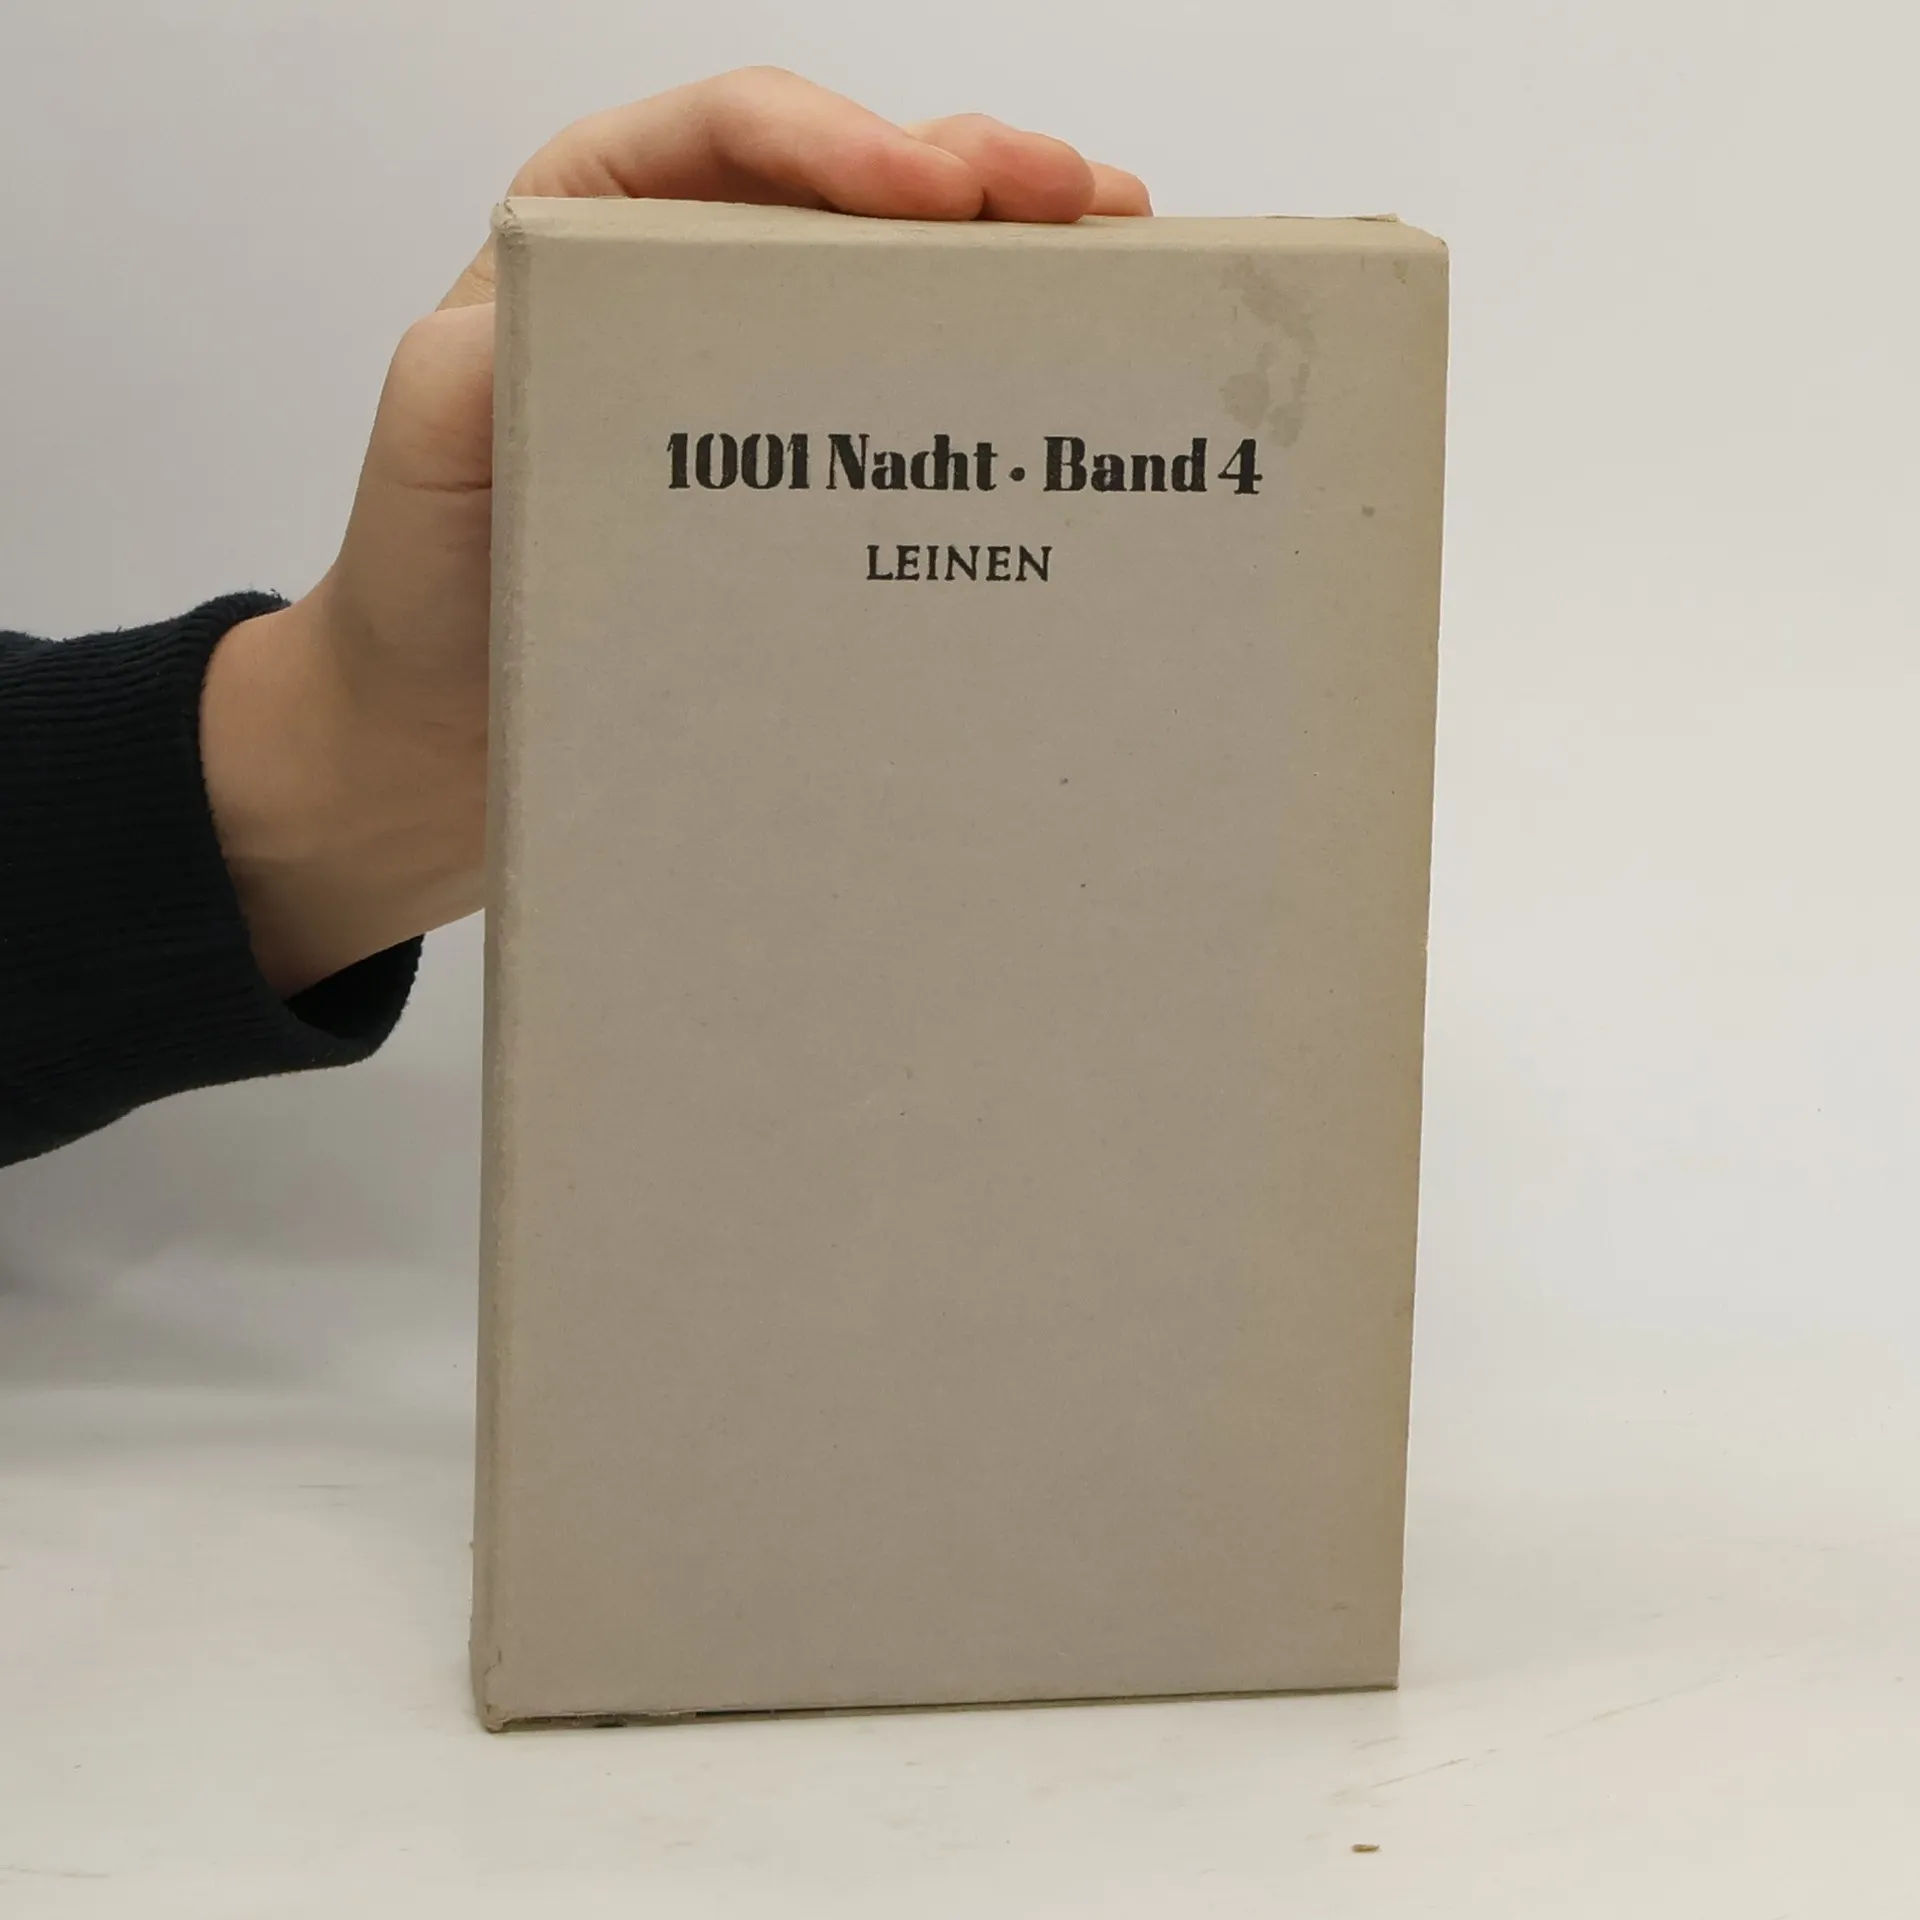 1001 Nacht · Band 4
LEINEN